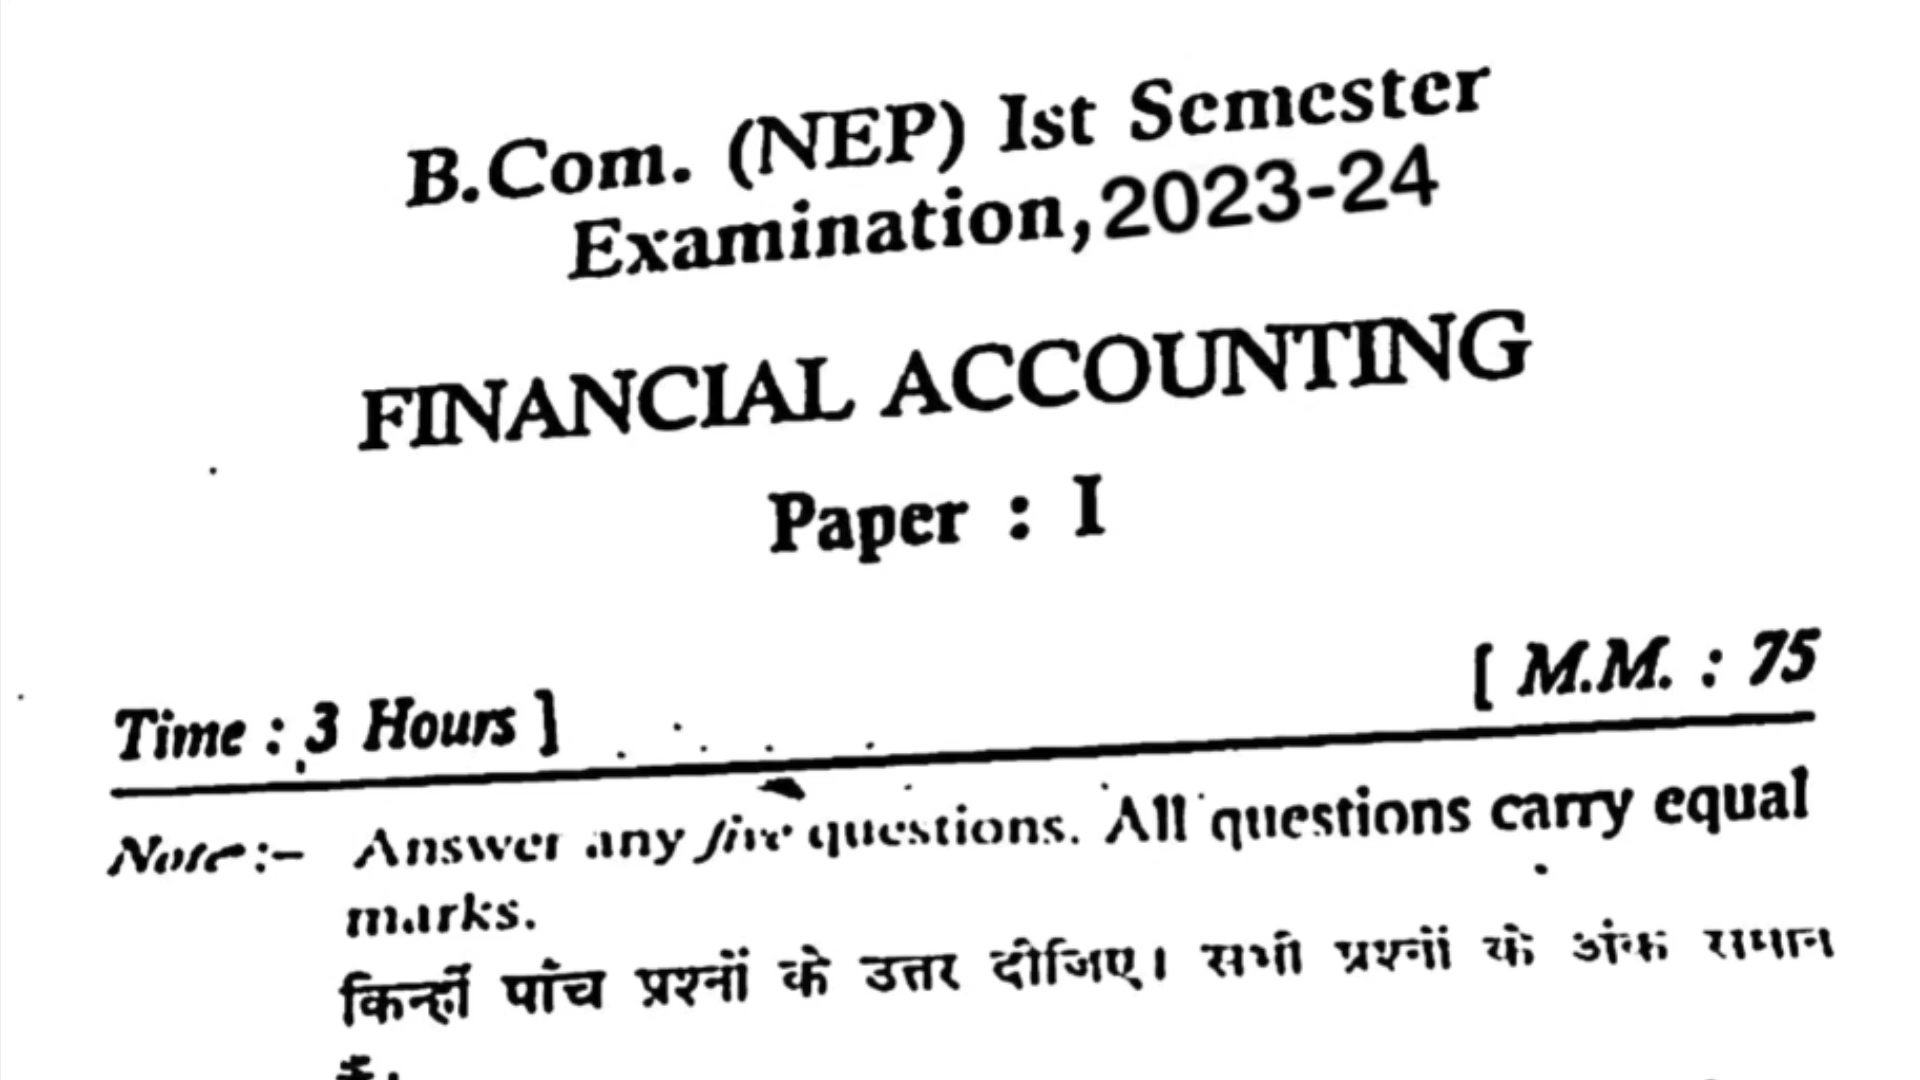 B.Com. (NEP) Ist Semester
Examination, 2023-24
FINANCIAL ACCOUNTING
Paper : I
Time : 3 Hours ]
[ M.M. : 75
Note :– Answer any five questions. All questions carry equal
marks.
किन्हीं पाँच प्रश्नों के उत्तर दीजिए। सभी प्रश्नों के अंक समान
हैं।